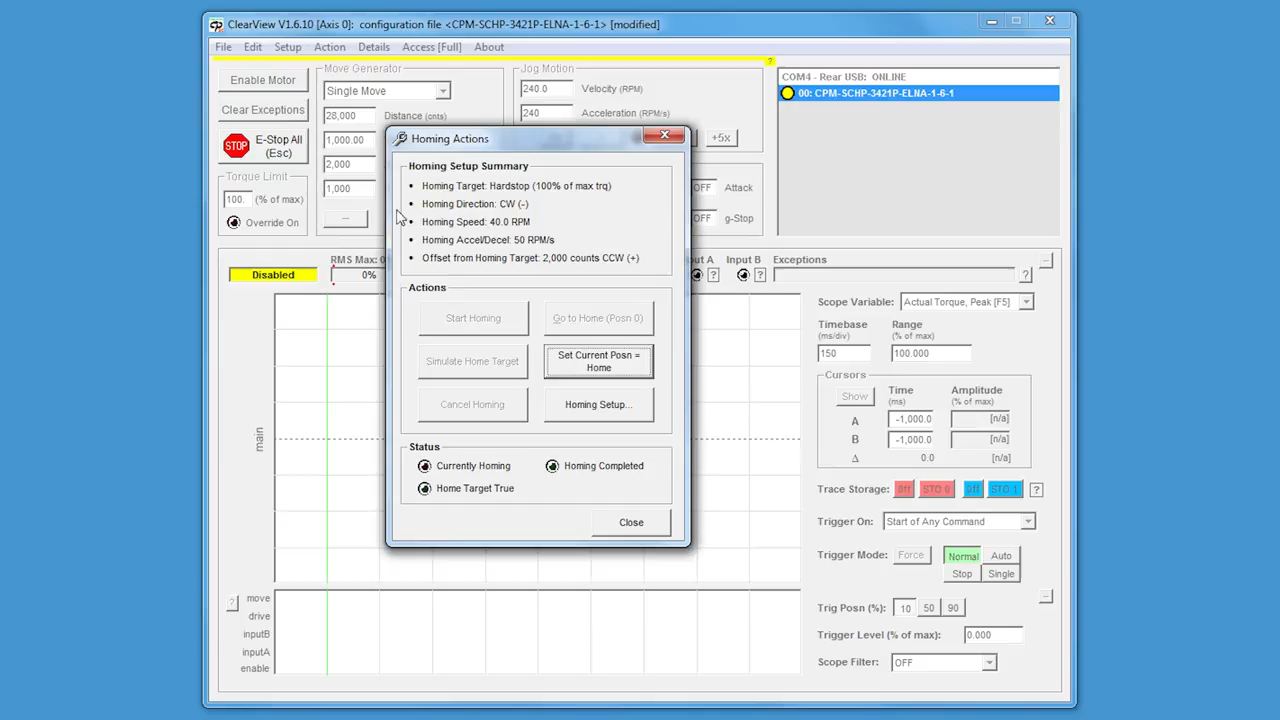 ClearView V1.6.10 [Axis 0]: configuration file <CPM-SCHP-3421P-ELNA-1-6-1> [modified]
File Edit Setup Action Details Access [Full] About
?
Enable Motor
Clear Exceptions
STOP
E-Stop All
(Esc)
Torque Limit
100. (% of max)
Override On
Move Generator
Single Move
28,000 Distance (cnts)
1,000.00
2,000
1,000
...
Jog Motion
240.0 Velocity (RPM)
240 Acceleration (RPM/s)
+5x
OFF Attack
OFF g-Stop
COM4 - Rear USB: ONLINE
00: CPM-SCHP-3421P-ELNA-1-6-1
Homing Actions
Homing Setup Summary
• Homing Target: Hardstop (100% of max trq)
• Homing Direction: CW (-)
• Homing Speed: 40.0 RPM
• Homing Accel/Decel: 50 RPM/s
• Offset from Homing Target: 2,000 counts CCW (+)
Actions
Start Homing
Go to Home (Posn 0)
Simulate Home Target
Set Current Posn =
Home
Cancel Homing
Homing Setup...
Status
Currently Homing
Homing Completed
Home Target True
Close
Disabled
RMS Max: 0%
0%
Input B
?
?
Exceptions
?
main
?
move
drive
inputB
inputA
enable
Scope Variable: Actual Torque, Peak [F5]
Timebase
(ms/div)
150
Range
(% of max)
100.000
Cursors
Show
Time
(ms)
Amplitude
(% of max)
A -1,000.0 [n/a]
B -1,000.0 [n/a]
Δ 0.0 [n/a]
Trace Storage: Off STO 0 Off STO 1 ?
Trigger On: Start of Any Command
Trigger Mode: Force Normal Auto
Stop Single
Trig Posn (%): 10 50 90
Trigger Level (% of max): 0.000
Scope Filter: OFF